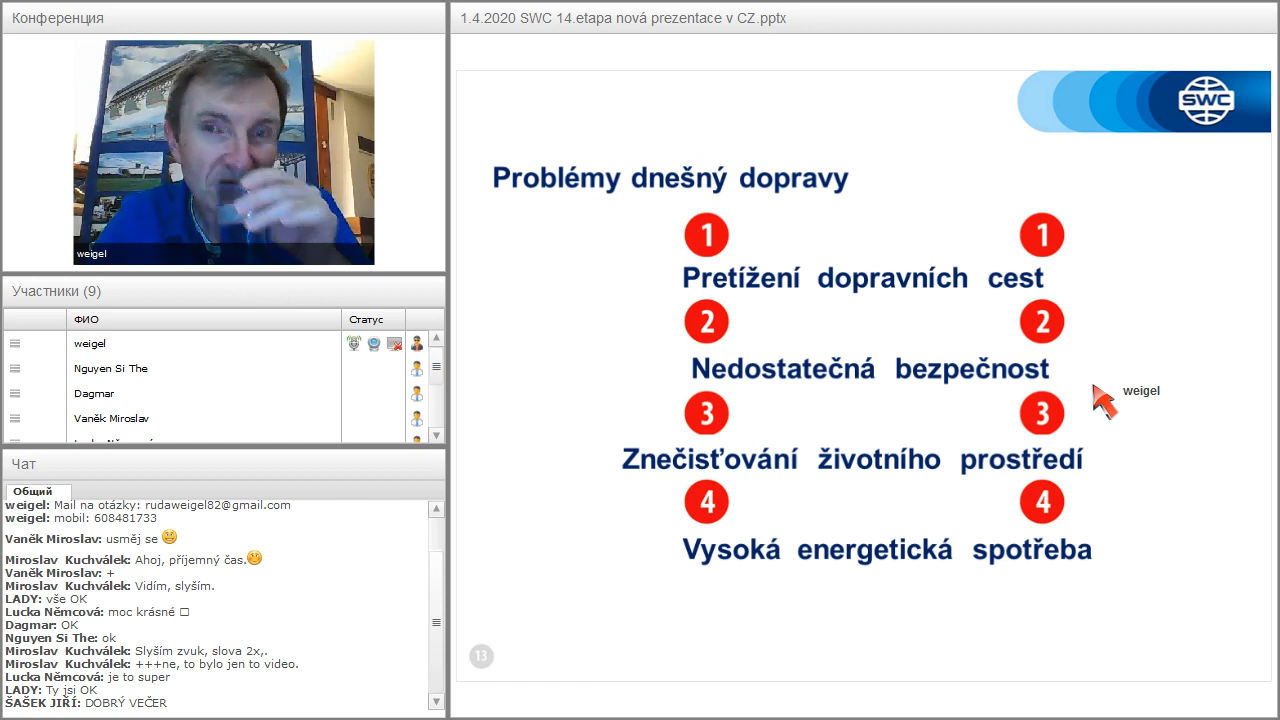 Конференция
weigel
Участники (9)
ФИО
Статус
weigel
Nguyen Si The
Dagmar
Vaněk Miroslav
Чат
Общий
weigel: Mail na otázky: rudaweigel82@gmail.com
weigel: mobil: 608481733
Vaněk Miroslav: usměj se
Miroslav Kuchválek: Ahoj, příjemný čas.
Vaněk Miroslav: +
Miroslav Kuchválek: Vidím, slyším.
LADY: vše OK
Lucka Němcová: moc krásné □
Dagmar: OK
Nguyen Si The: ok
Miroslav Kuchválek: Slyším zvuk, slova 2x,.
Miroslav Kuchválek: +++ne, to bylo jen to video.
Lucka Němcová: je to super
LADY: Ty jsi OK
ŠAŠEK JIŘÍ: DOBRÝ VEČER
1.4.2020 SWC 14.etapa nová prezentace v CZ.pptx
SWC
Problémy dnešný dopravy
1 1
Pretížení dopravních cest
2 2
Nedostatečná bezpečnost
weigel
3 3
Znečisťování životního prostředí
4 4
Vysoká energetická spotřeba
13